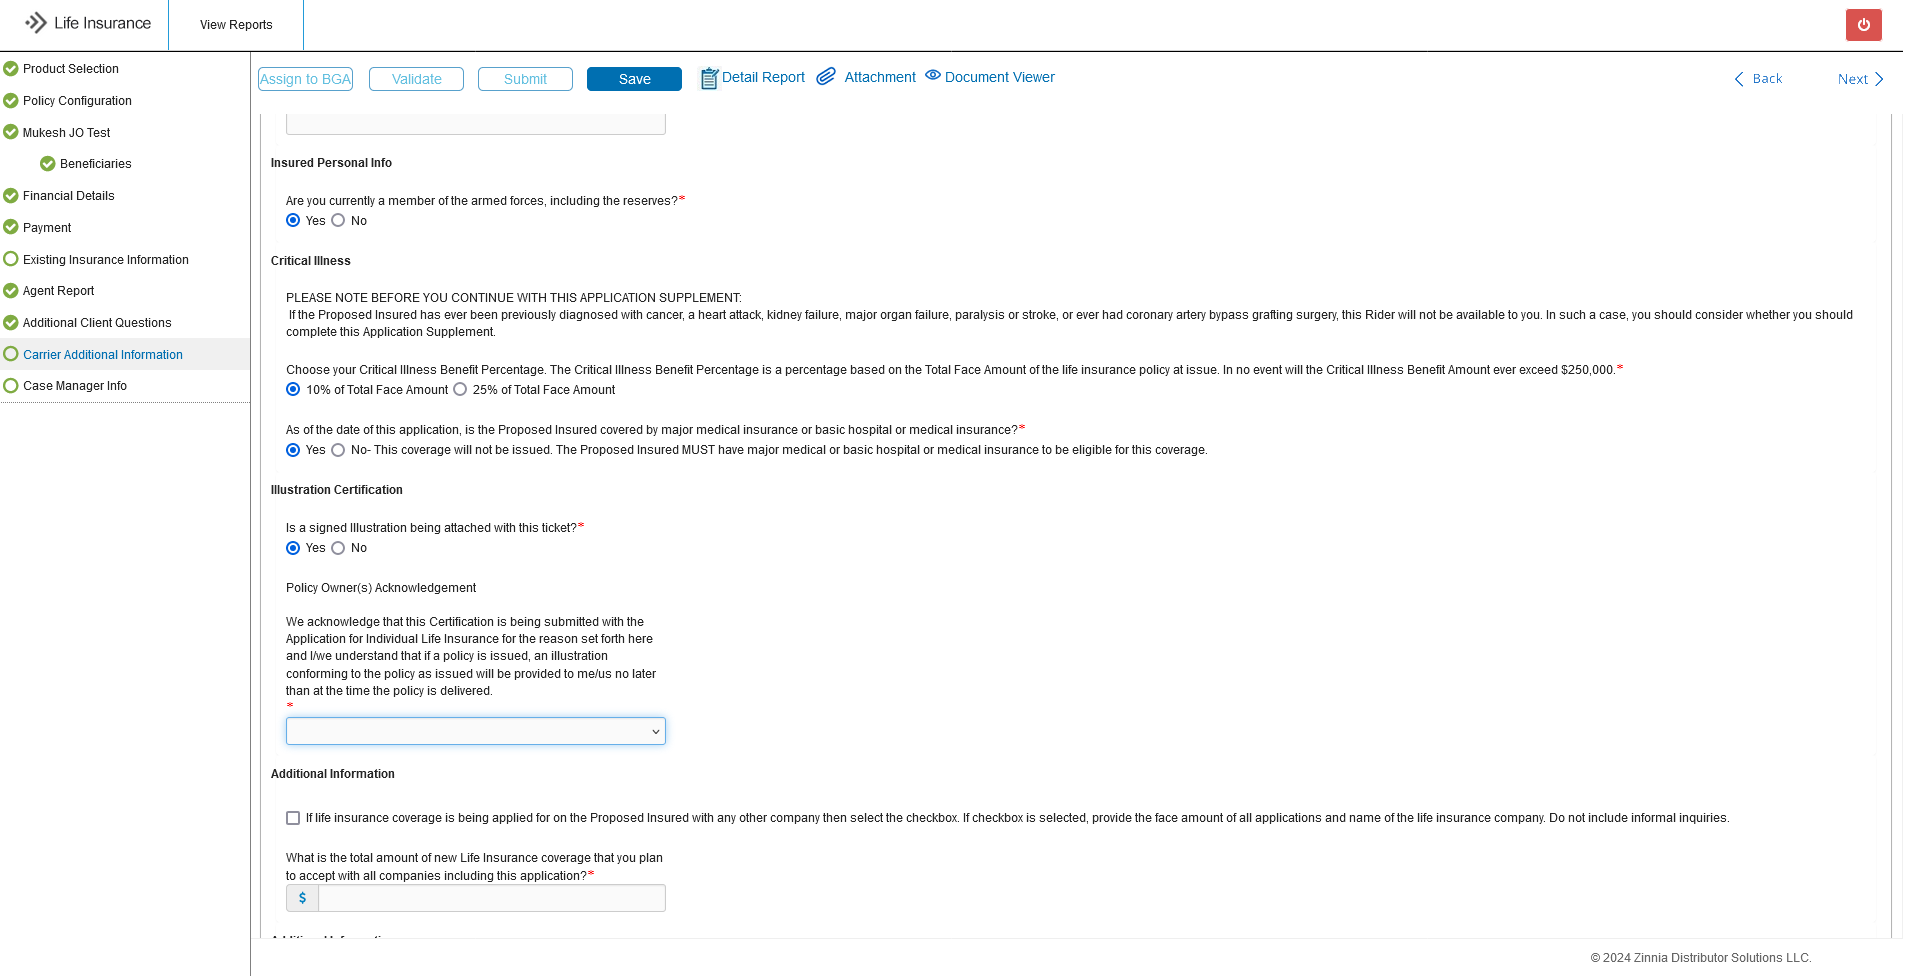 Life Insurance
View Reports
Product Selection
Policy Configuration
Mukesh JO Test
Beneficiaries
Financial Details
Payment
Existing Insurance Information
Agent Report
Additional Client Questions
Carrier Additional Information
Case Manager Info
Assign to BGA
Validate
Submit
Save
Detail Report
Attachment
Document Viewer
Back
Next
Insured Personal Info
Are you currently a member of the armed forces, including the reserves?*
Yes No
Critical Illness
PLEASE NOTE BEFORE YOU CONTINUE WITH THIS APPLICATION SUPPLEMENT:
If the Proposed Insured has ever been previously diagnosed with cancer, a heart attack, kidney failure, major organ failure, paralysis or stroke, or ever had coronary artery bypass grafting surgery, this Rider will not be available to you. In such a case, you should consider whether you should
complete this Application Supplement.
Choose your Critical Illness Benefit Percentage. The Critical Illness Benefit Percentage is a percentage based on the Total Face Amount of the life insurance policy at issue. In no event will the Critical Illness Benefit Amount ever exceed $250,000.*
10% of Total Face Amount 25% of Total Face Amount
As of the date of this application, is the Proposed Insured covered by major medical insurance or basic hospital or medical insurance?*
Yes No- This coverage will not be issued. The Proposed Insured MUST have major medical or basic hospital or medical insurance to be eligible for this coverage.
Illustration Certification
Is a signed Illustration being attached with this ticket?*
Yes No
Policy Owner(s) Acknowledgement
We acknowledge that this Certification is being submitted with the
Application for Individual Life Insurance for the reason set forth here
and I/we understand that if a policy is issued, an illustration
conforming to the policy as issued will be provided to me/us no later
than at the time the policy is delivered.
*
Additional Information
If life insurance coverage is being applied for on the Proposed Insured with any other company then select the checkbox. If checkbox is selected, provide the face amount of all applications and name of the life insurance company. Do not include informal inquiries.
What is the total amount of new Life Insurance coverage that you plan
to accept with all companies including this application?*
$
© 2024 Zinnia Distributor Solutions LLC.